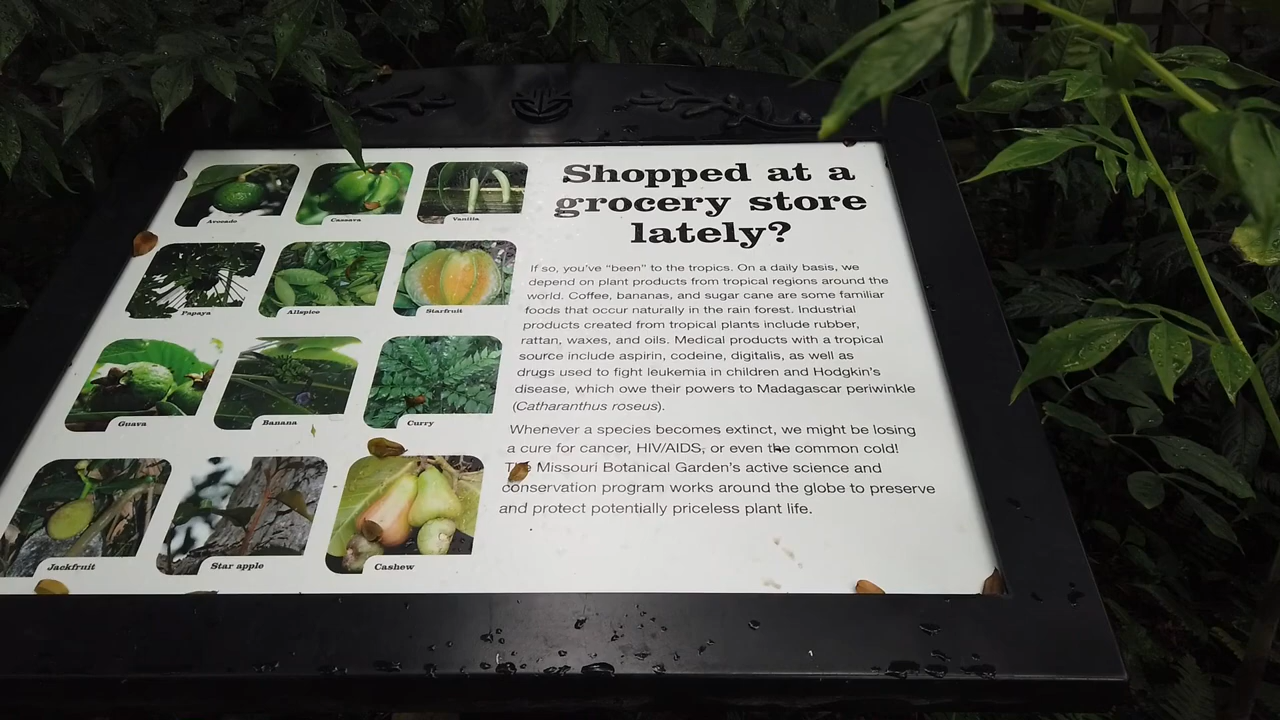 Shopped at a
grocery store
lately?
Avocado
Cassava
Vanilla
Papaya
Allspice
Starfruit
Guava
Banana
Curry
Jackfruit
Star apple
Cashew
If so, you've "been" to the tropics. On a daily basis, we
depend on plant products from tropical regions around the
world. Coffee, bananas, and sugar cane are some familiar
foods that occur naturally in the rain forest. Industrial
products created from tropical plants include rubber,
rattan, waxes, and oils. Medical products with a tropical
source include aspirin, codeine, digitalis, as well as
drugs used to fight leukemia in children and Hodgkin's
disease, which owe their powers to Madagascar periwinkle
(Catharanthus roseus).
Whenever a species becomes extinct, we might be losing
a cure for cancer, HIV/AIDS, or even the common cold!
The Missouri Botanical Garden's active science and
conservation program works around the globe to preserve
and protect potentially priceless plant life.